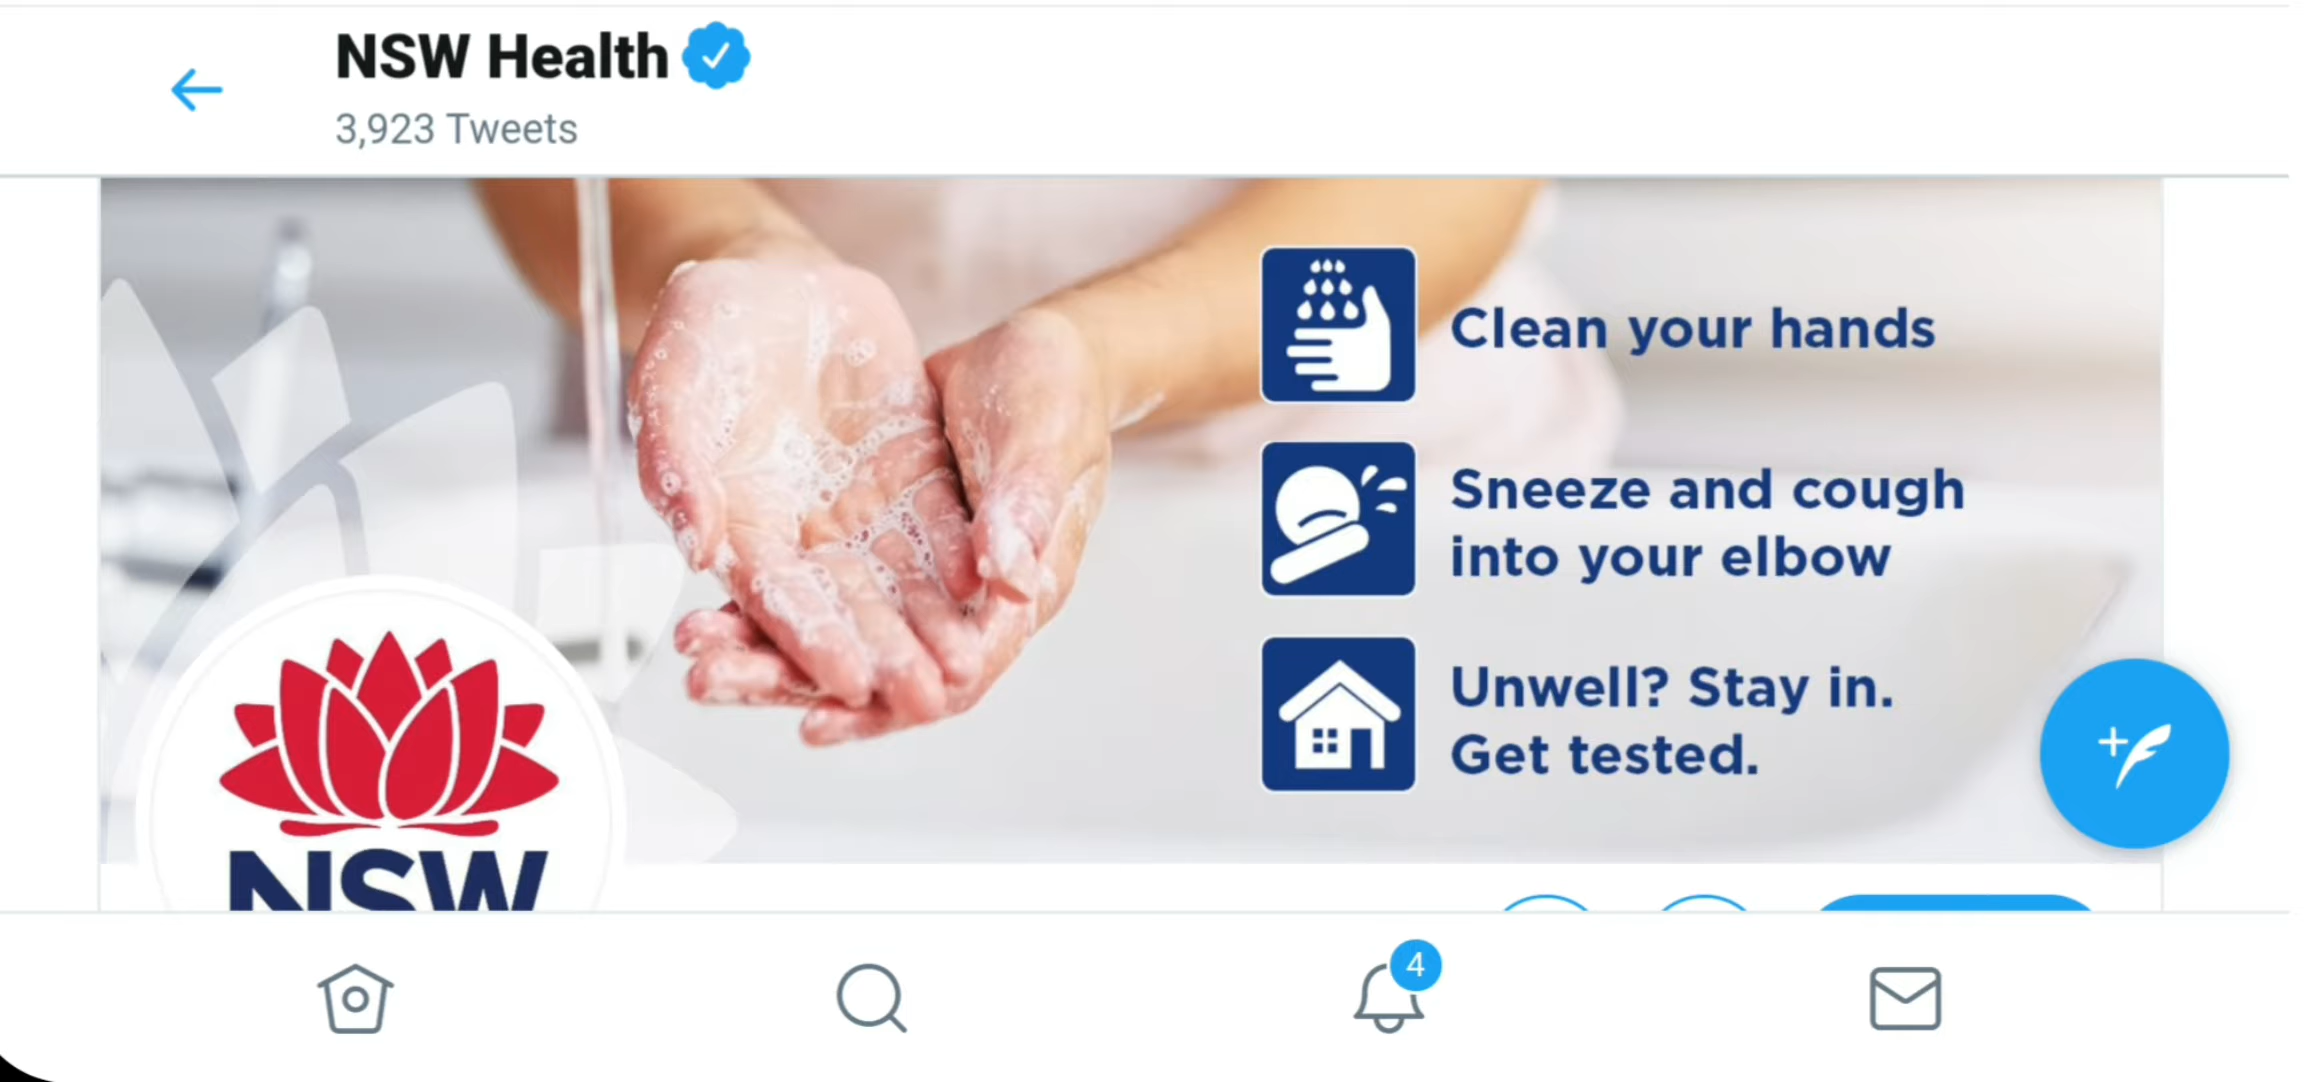 NSW Health
3,923 Tweets
Clean your hands
Sneeze and cough
into your elbow
Unwell? Stay in.
Get tested.
NSW
4